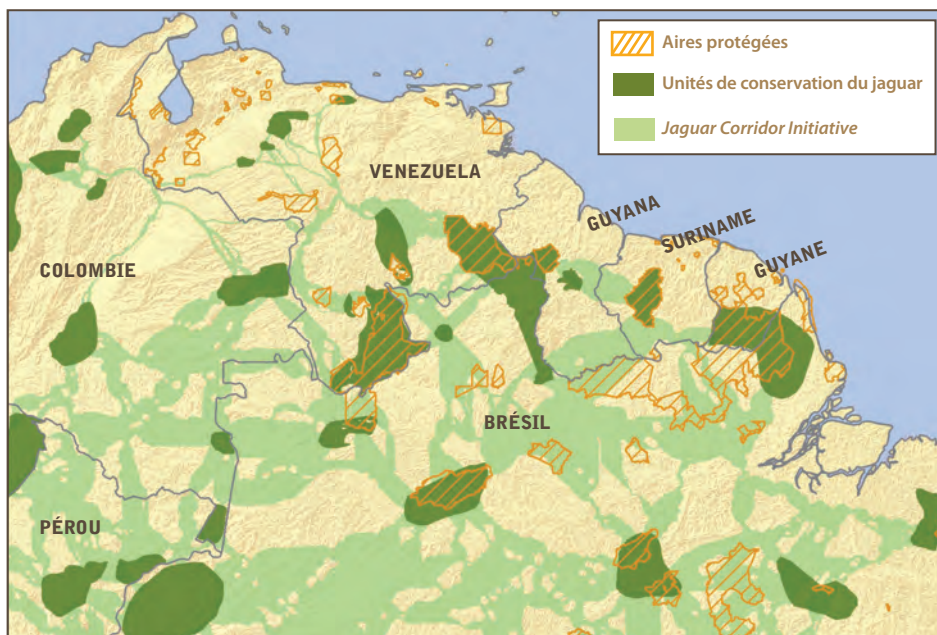 Aires protégées
Unités de conservation du jaguar
Jaguar Corridor Initiative
VENEZUELA
GUYANA
SURINAME
GUYANE
COLOMBIE
BRÉSIL
PÉROU